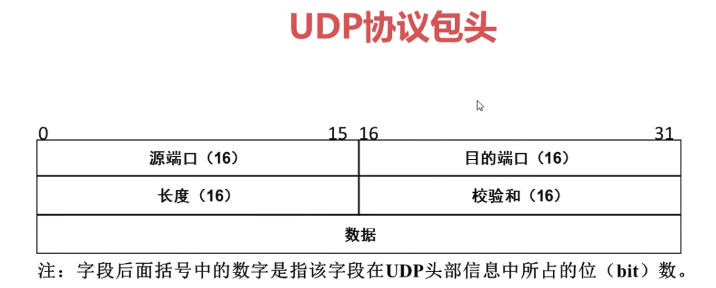 UDP协议包头
0 15 16 31
源端口（16） 目的端口（16）
长度（16） 校验和（16）
数据
注：字段后面括号中的数字是指该字段在UDP头部信息中所占的位（bit）数。